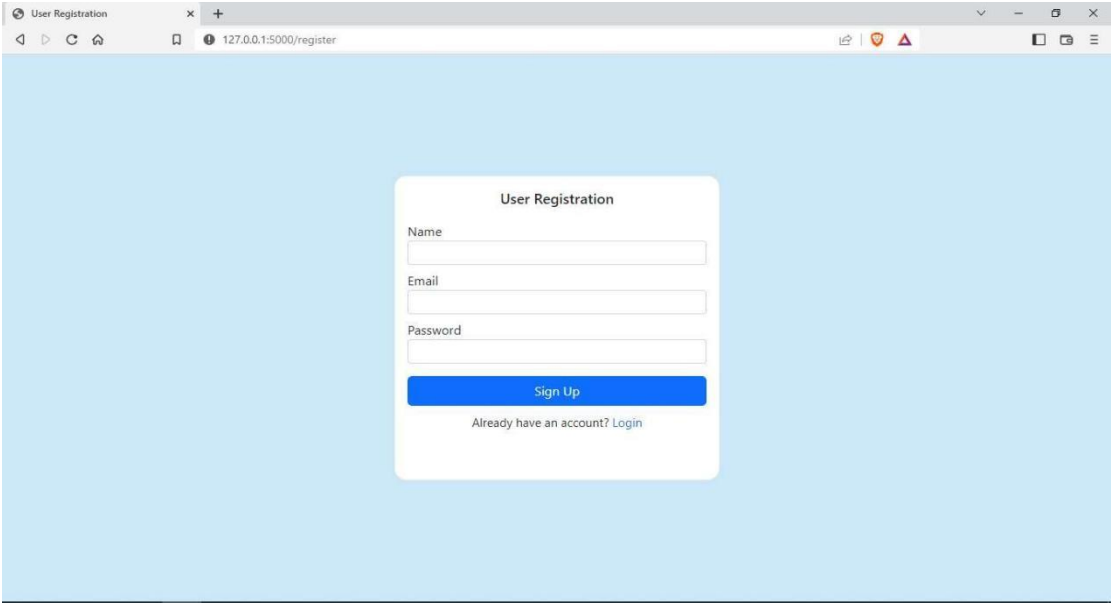 User Registration
127.0.0.1:5000/register
User Registration
Name
Email
Password
Sign Up
Already have an account? Login